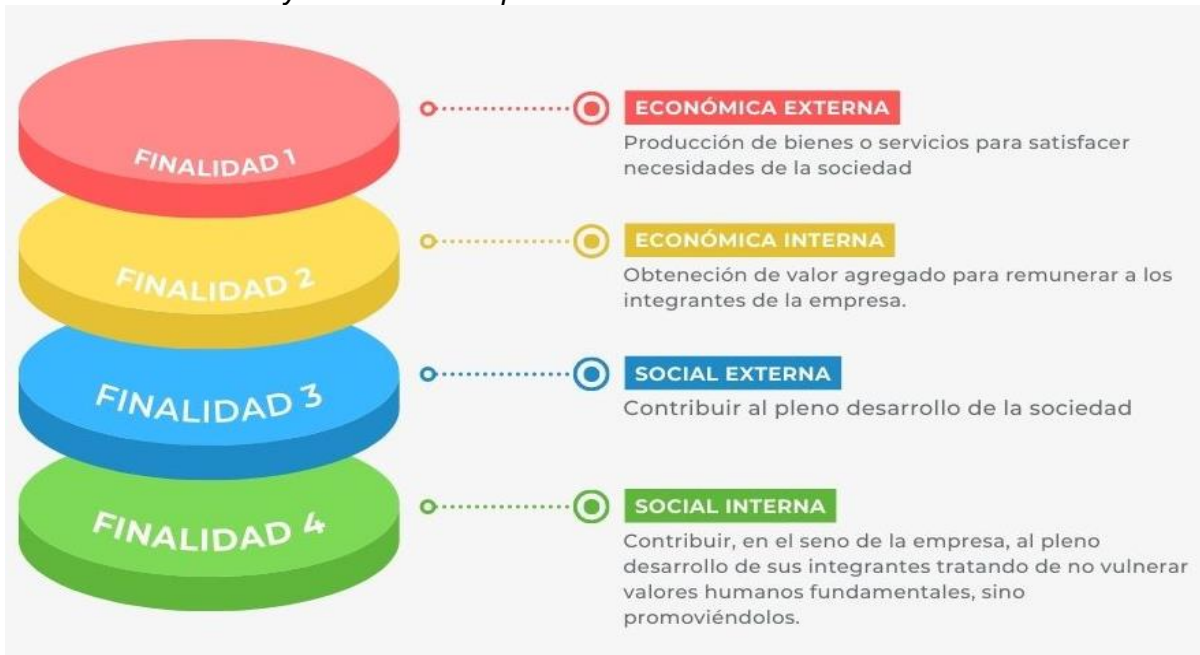 FINALIDAD 1
ECONÓMICA EXTERNA
Producción de bienes o servicios para satisfacer
necesidades de la sociedad
FINALIDAD 2
ECONÓMICA INTERNA
Obteneción de valor agregado para remunerar a los
integrantes de la empresa.
FINALIDAD 3
SOCIAL EXTERNA
Contribuir al pleno desarrollo de la sociedad
FINALIDAD 4
SOCIAL INTERNA
Contribuir, en el seno de la empresa, al pleno
desarrollo de sus integrantes tratando de no vulnerar
valores humanos fundamentales, sino
promoviéndolos.